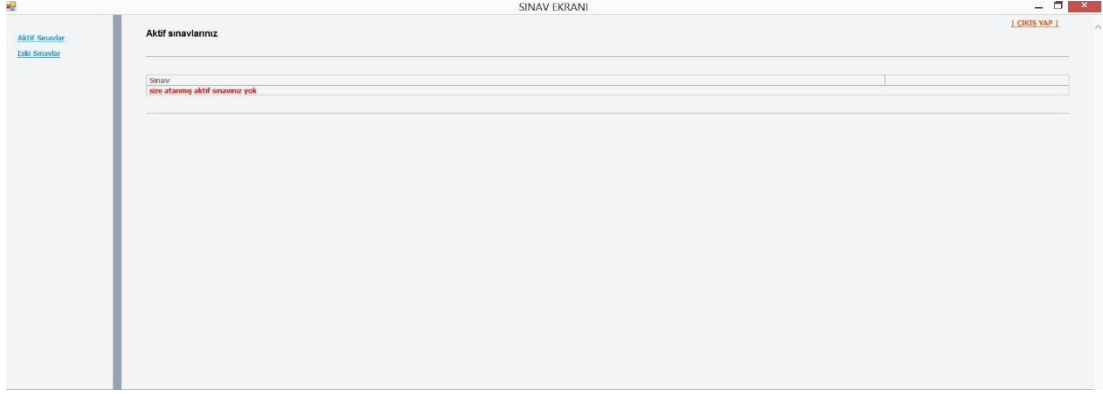 SINAV EKRANI
| ÇIKIŞ YAP |
Aktif Sınavlar
Eski Sınavlar
Aktif sınavlarınız
Sınav
size atanmış aktif sınavınız yok